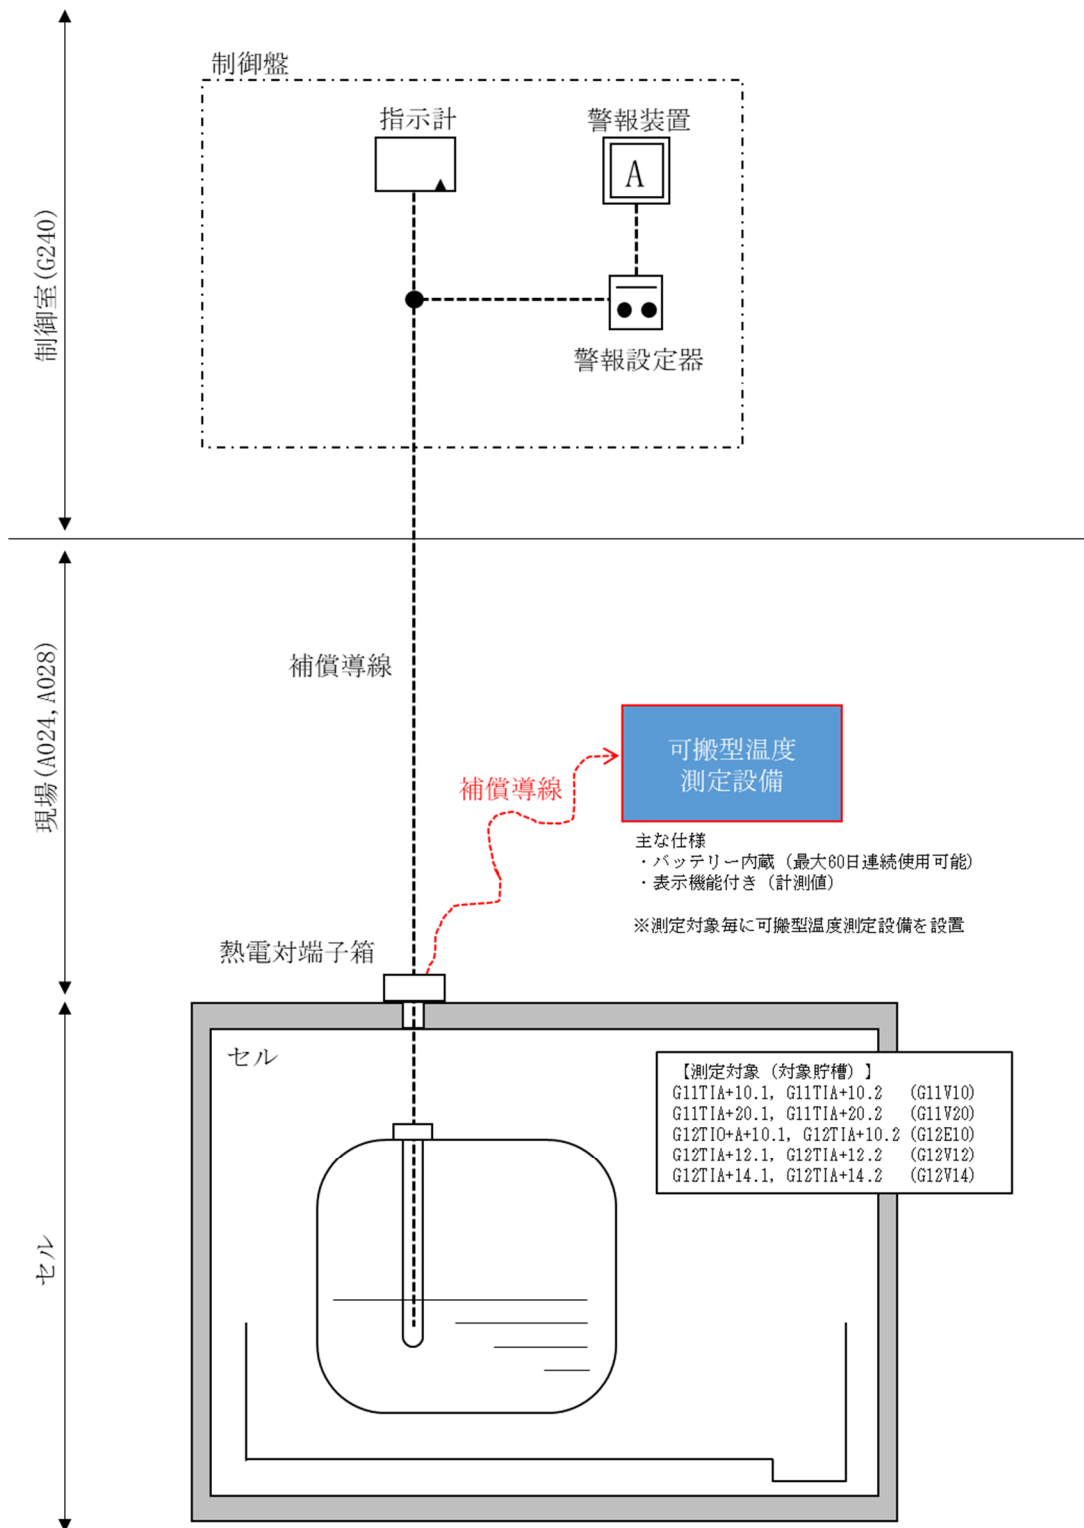 制御盤
指示計
警報装置
A
制御室(G240)
警報設定器
現場(A024, A028)
補償導線
可搬型温度
測定設備
補償導線
主な仕様
・バッテリー内蔵（最大60日連続使用可能）
・表示機能付き（計測値）
※測定対象毎に可搬型温度測定設備を設置
熱電対端子箱
セル
セル
【測定対象（対象貯槽）】
G11TIA+10.1, G11TIA+10.2 (G11V10)
G11TIA+20.1, G11TIA+20.2 (G11V20)
G12TIO+A+10.1, G12TIA+10.2 (G12E10)
G12TIA+12.1, G12TIA+12.2 (G12V12)
G12TIA+14.1, G12TIA+14.2 (G12V14)